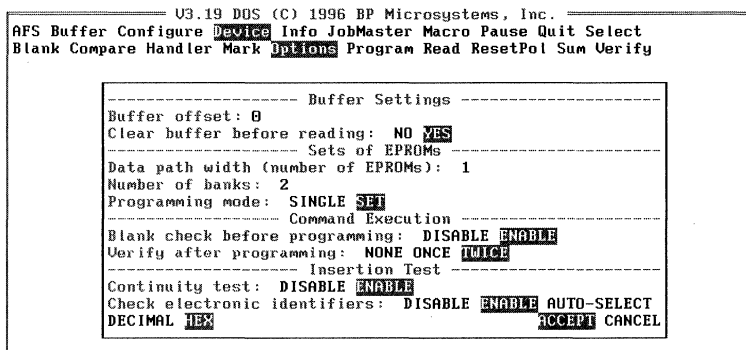 V3.19 DOS (C) 1996 BP Microsystems, Inc.
AFS Buffer Configure Device Info JobMaster Macro Pause Quit Select
Blank Compare Handler Mark Options Program Read ResetPol Sum Verify
Buffer Settings
Buffer offset: 0
Clear buffer before reading: NO YES
Sets of EPROMs
Data path width (number of EPROMs): 1
Number of banks: 2
Programming mode: SINGLE SET
Command Execution
Blank check before programming: DISABLE ENABLE
Verify after programming: NONE ONCE TWICE
Insertion Test
Continuity test: DISABLE ENABLE
Check electronic identifiers: DISABLE ENABLE AUTO-SELECT
DECIMAL HEX ACCEPT CANCEL